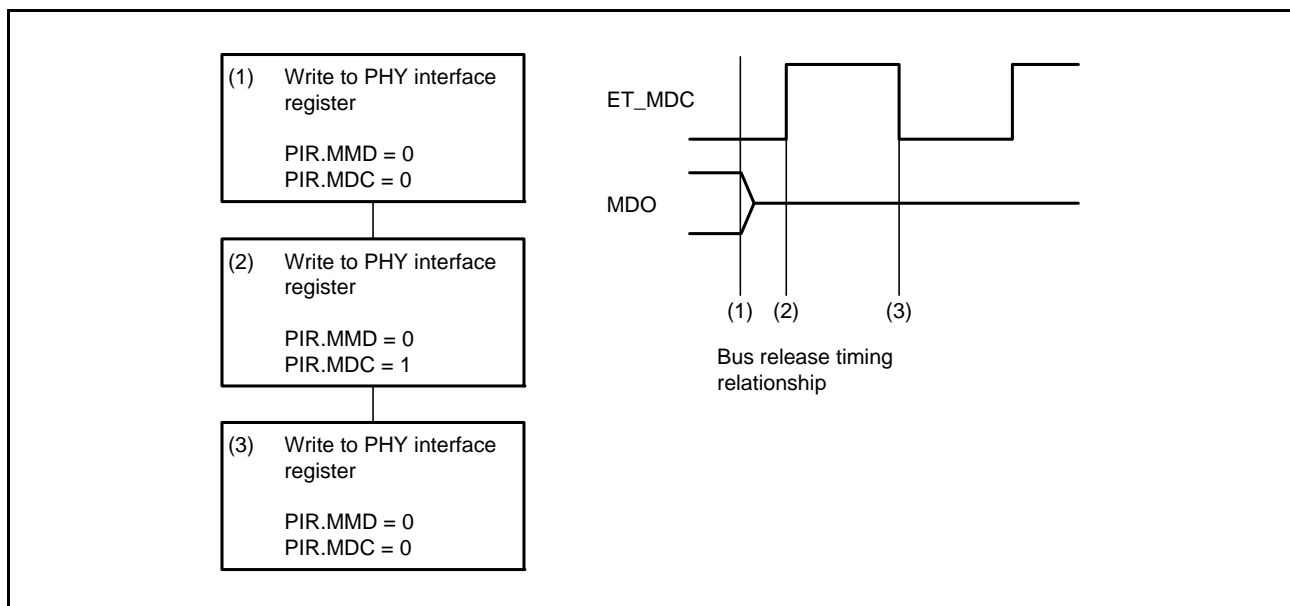 (1) Write to PHY interface
register
PIR.MMD = 0
PIR.MDC = 0
(2) Write to PHY interface
register
PIR.MMD = 0
PIR.MDC = 1
(3) Write to PHY interface
register
PIR.MMD = 0
PIR.MDC = 0
ET_MDC
MDO
(1) (2) (3)
Bus release timing
relationship